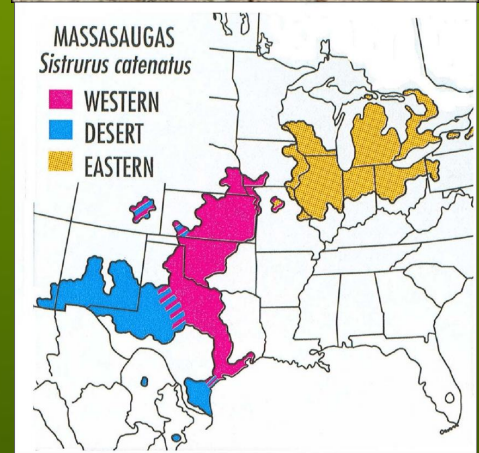 MASSASAUGAS
Sistrurus catenatus
WESTERN
DESERT
EASTERN